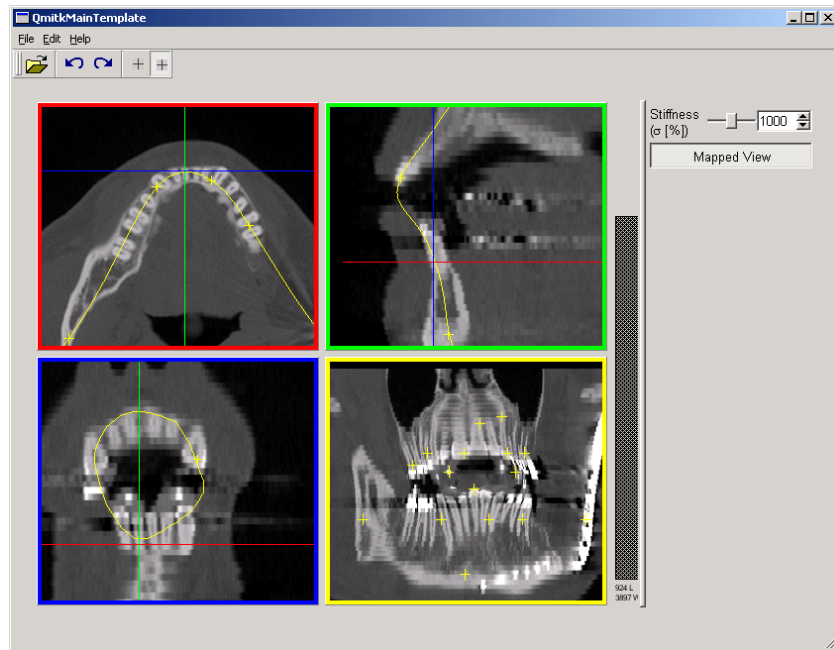 QmitkMainTemplate
File Edit Help
Stiffness
(σ [%])
1000
Mapped View
924 L
3897 W